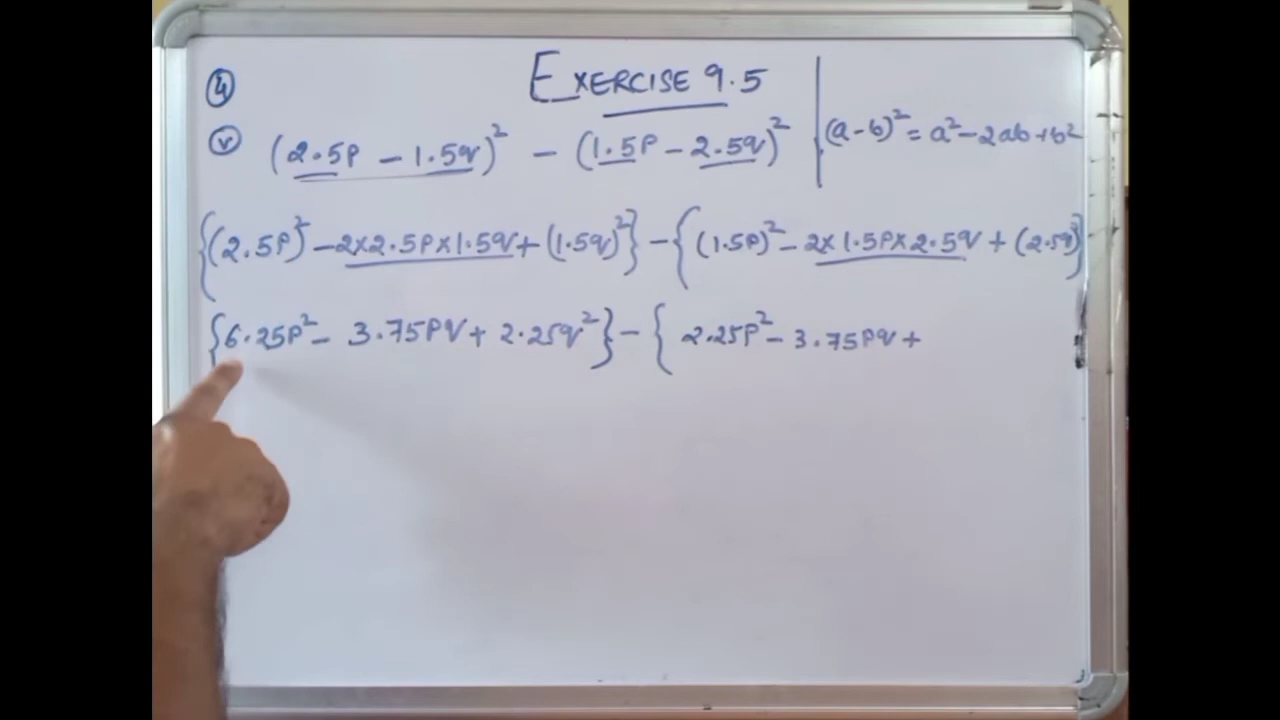 ④ EXERCISE 9.5
ⓥ (2.5P - 1.5q)² - (1.5P - 2.5q)² (a-b)² = a² - 2ab + b²
{(2.5P)² - 2×2.5P×1.5q + (1.5q)²} - {(1.5P)² - 2×1.5P×2.5q + (2.5q)}
{6.25P² - 3.75Pq + 2.25q²} - { 2.25P² - 3.75Pq +